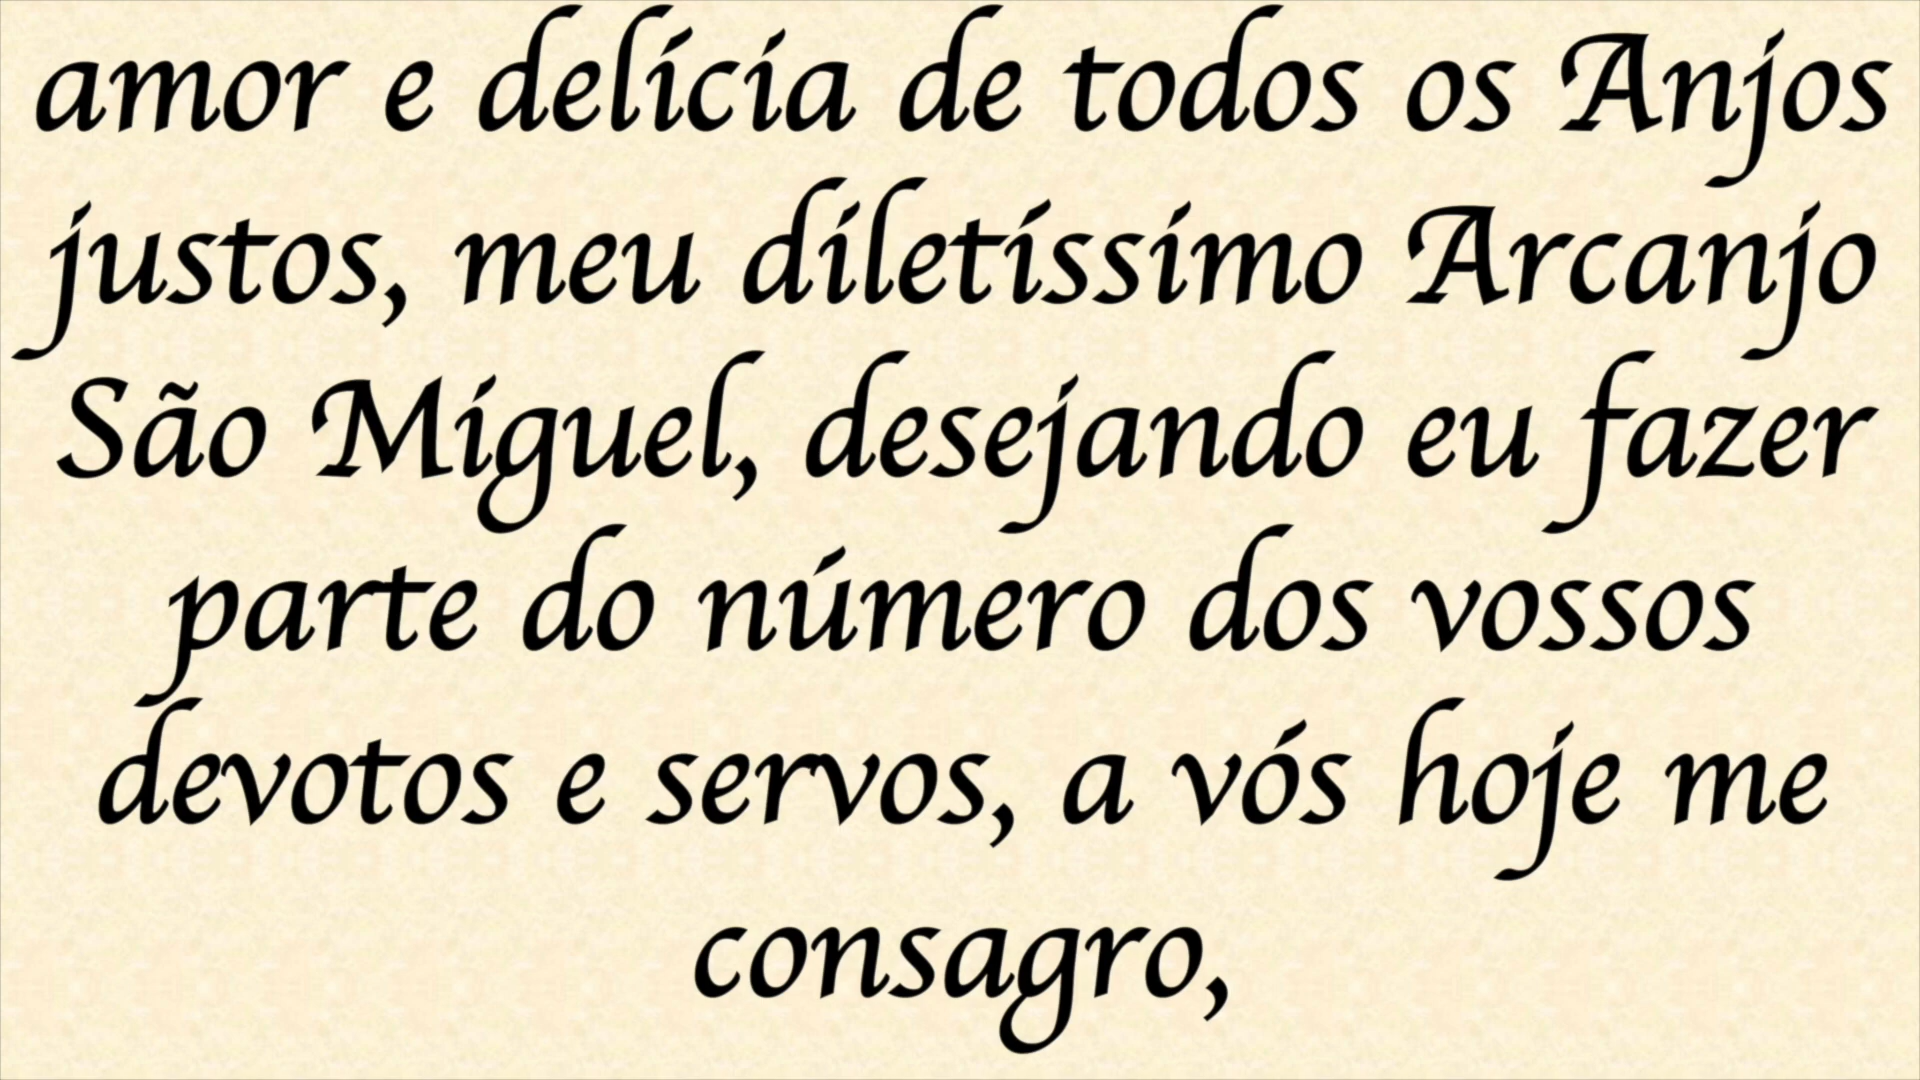 amor e delícia de todos os Anjos
justos, meu diletíssimo Arcanjo
São Miguel, desejando eu fazer
parte do número dos vossos
devotos e servos, a vós hoje me
consagro,